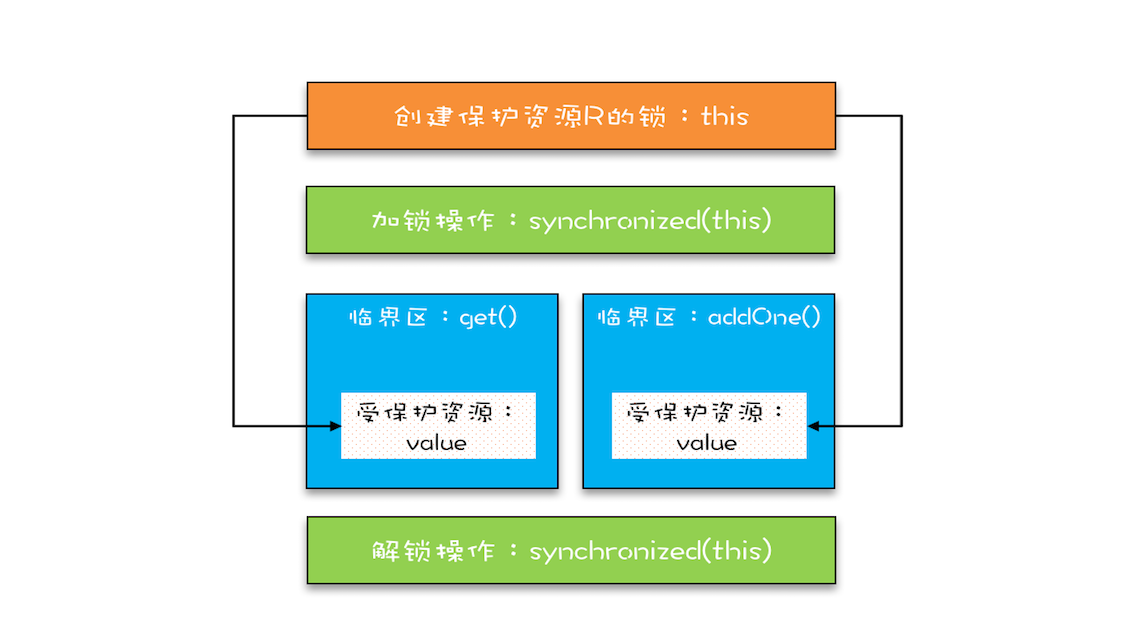 创建保护资源R的锁：this
加锁操作：synchronized(this)
临界区：get()
受保护资源：
value
临界区：addOne()
受保护资源：
value
解锁操作：synchronized(this)